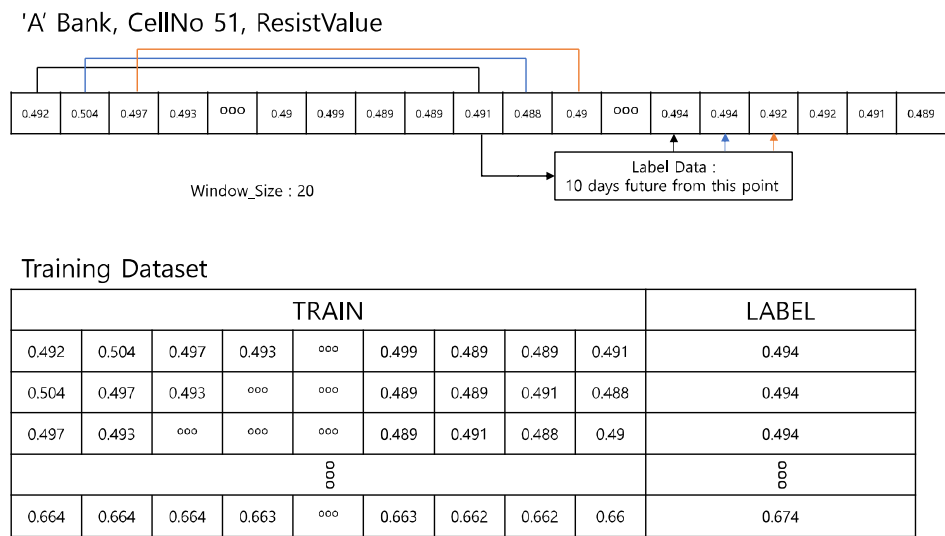 'A' Bank, CellNo 51, ResistValue
0.492 0.504 0.497 0.493 ooo 0.49 0.499 0.489 0.489 0.491 0.488 0.49 ooo 0.494 0.494 0.492 0.492 0.491 0.489
Label Data :
10 days future from this point
Window_Size : 20
Training Dataset
TRAIN LABEL
0.492 0.504 0.497 0.493 ooo 0.499 0.489 0.489 0.491 0.494
0.504 0.497 0.493 ooo ooo 0.489 0.489 0.491 0.488 0.494
0.497 0.493 ooo ooo ooo 0.489 0.491 0.488 0.49 0.494
ooo ooo
0.664 0.664 0.664 0.663 ooo 0.663 0.662 0.662 0.66 0.674